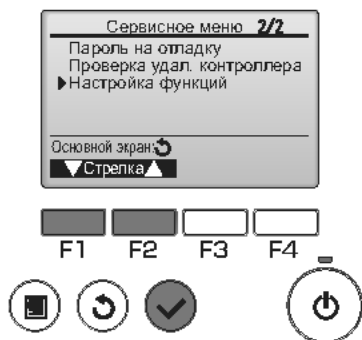 Сервисное меню 2/2
Пароль на отладку
Проверка удал. контроллера
Настройка функций
Основной экран:
Стрелка
F1 F2 F3 F4